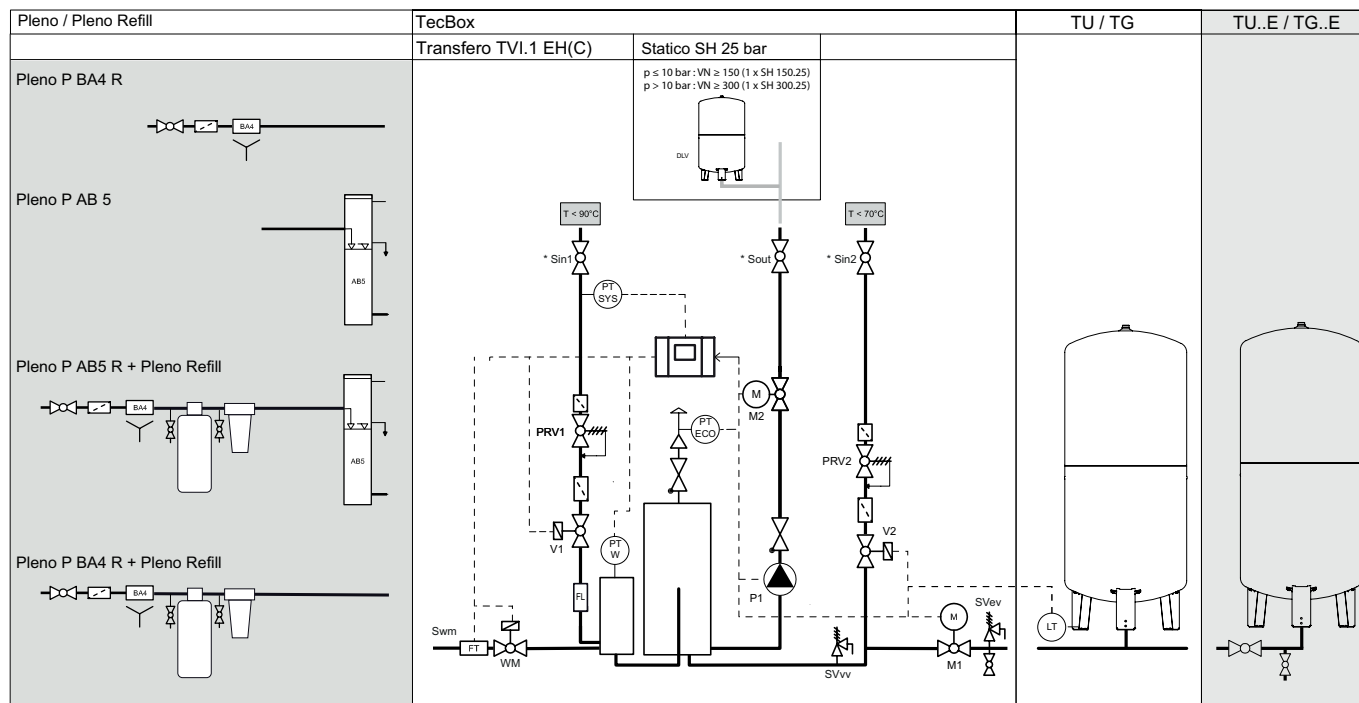 Pleno / Pleno Refill
TecBox
TU / TG
TU..E / TG..E
Transfero TVI.1 EH(C)
Statico SH 25 bar
p ≤ 10 bar : VN ≥ 150 (1 x SH 150.25)
p > 10 bar : VN ≥ 300 (1 x SH 300.25)
DLV
Pleno P BA4 R
BA4
Pleno P AB 5
AB5
Pleno P AB5 R + Pleno Refill
BA4
AB5
Pleno P BA4 R + Pleno Refill
BA4
T < 90°C
T < 70°C
* Sin1
* Sout
* Sin2
PT
SYS
M
M2
PRV1
PT
ECO
PRV2
V1
PT
W
V2
FL
P1
Swm
FT
WM
SVvv
M
M1
SVev
LT